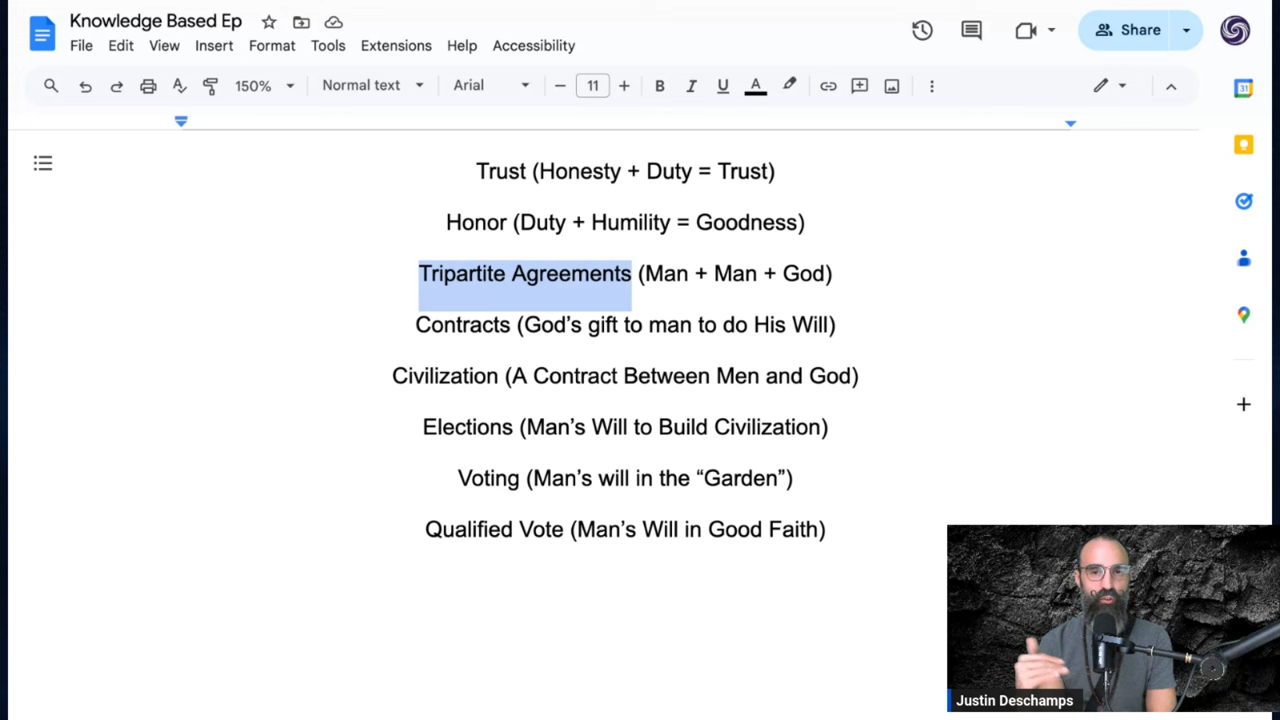 Knowledge Based Ep
File Edit View Insert Format Tools Extensions Help Accessibility
Share
150% Normal text Arial 11 B I U A
31
Trust (Honesty + Duty = Trust)
Honor (Duty + Humility = Goodness)
Tripartite Agreements (Man + Man + God)
Contracts (God’s gift to man to do His Will)
Civilization (A Contract Between Men and God)
Elections (Man’s Will to Build Civilization)
Voting (Man’s will in the “Garden”)
Qualified Vote (Man’s Will in Good Faith)
Justin Deschamps